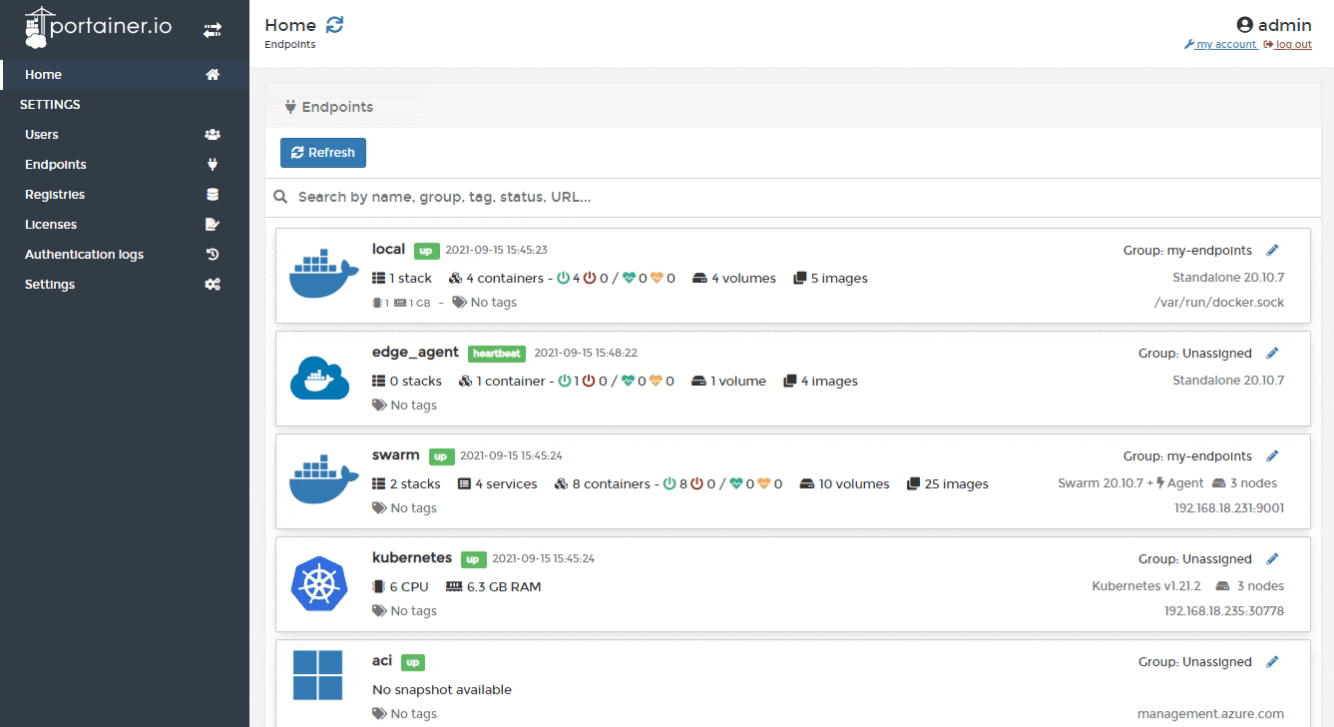 portainer.io
Home
SETTINGS
Users
Endpoints
Registries
Licenses
Authentication logs
Settings
Home
Endpoints
admin
my account log out
Endpoints
Refresh
Search by name, group, tag, status, URL...
local up 2021-09-15 15:45:23 Group: my-endpoints
1 stack 4 containers - 4 0 / 0 0 4 volumes 5 images Standalone 20.10.7
1 1 GB - No tags /var/run/docker.sock
edge_agent heartbeat 2021-09-15 15:48:22 Group: Unassigned
0 stacks 1 container - 1 0 / 0 0 1 volume 4 images Standalone 20.10.7
No tags
swarm up 2021-09-15 15:45:24 Group: my-endpoints
2 stacks 4 services 8 containers - 8 0 / 0 0 10 volumes 25 images Swarm 20.10.7 + Agent 3 nodes
No tags 192.168.18.231:9001
kubernetes up 2021-09-15 15:45:24 Group: Unassigned
6 CPU 6.3 GB RAM Kubernetes v1.21.2 3 nodes
No tags 192.168.18.235:30778
aci up Group: Unassigned
No snapshot available
No tags management.azure.com